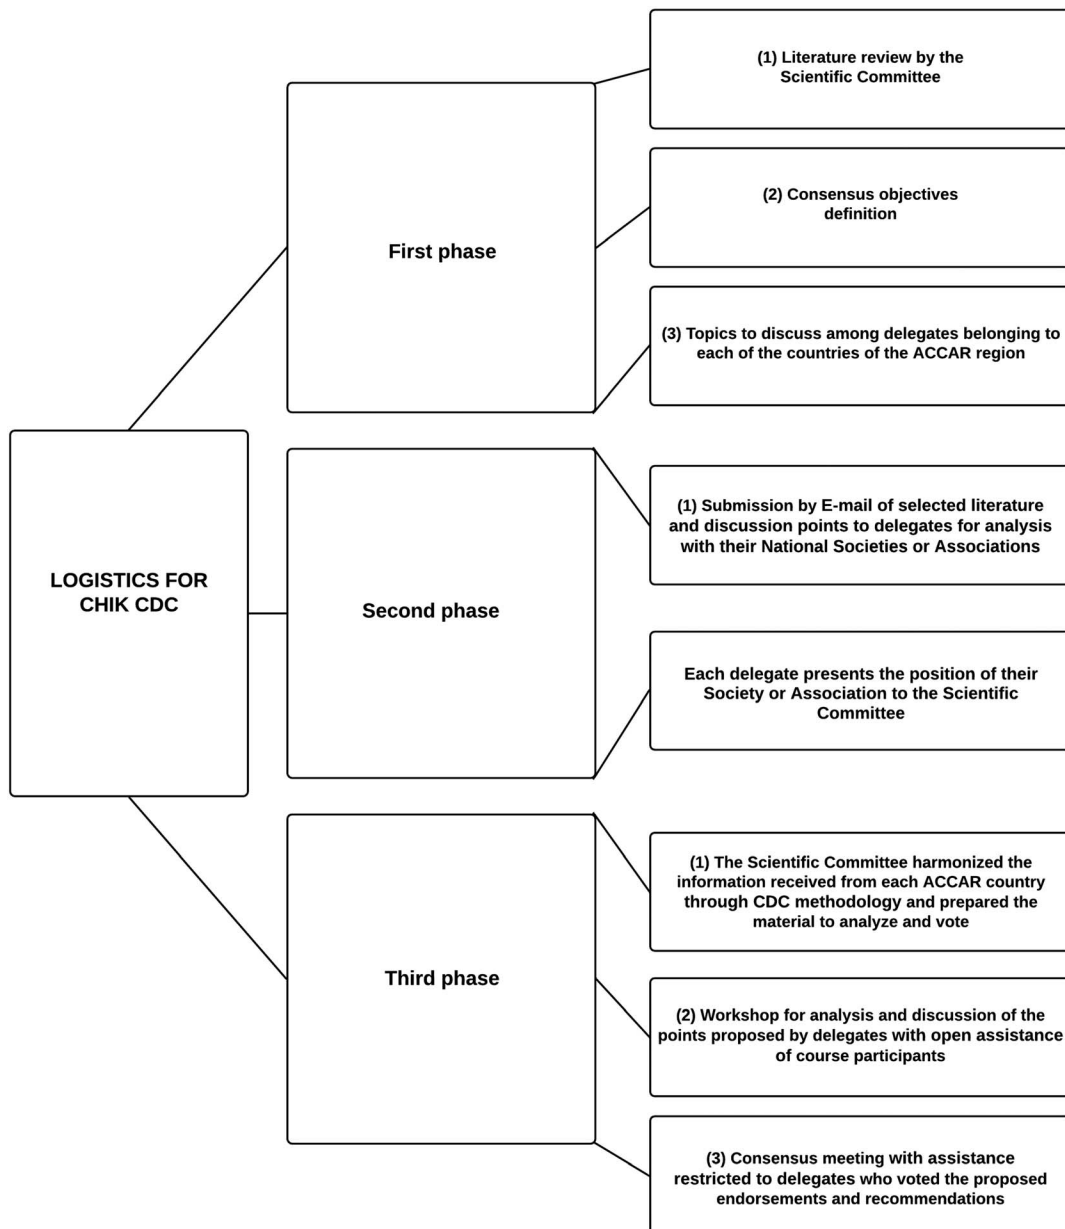 LOGISTICS FOR
CHIK CDC
First phase
(1) Literature review by the
Scientific Committee
(2) Consensus objectives
definition
(3) Topics to discuss among delegates belonging to
each of the countries of the ACCAR region
Second phase
(1) Submission by E-mail of selected literature
and discussion points to delegates for analysis
with their National Societies or Associations
Each delegate presents the position of their
Society or Association to the Scientific
Committee
Third phase
(1) The Scientific Committee harmonized the
information received from each ACCAR country
through CDC methodology and prepared the
material to analyze and vote
(2) Workshop for analysis and discussion of the
points proposed by delegates with open assistance
of course participants
(3) Consensus meeting with assistance
restricted to delegates who voted the proposed
endorsements and recommendations